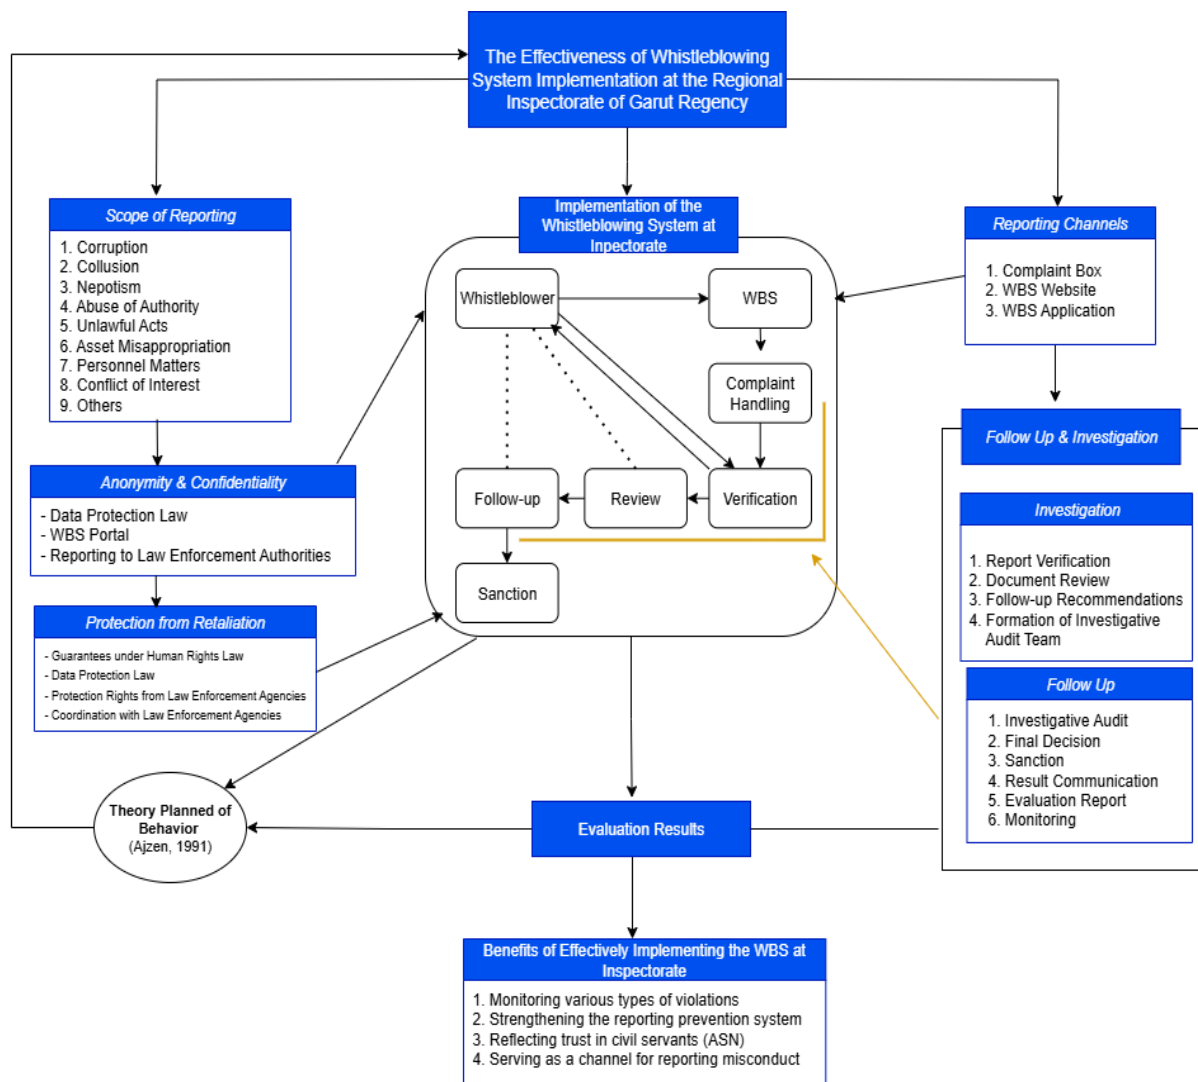 The Effectiveness of Whistleblowing
System Implementation at the Regional
Inspectorate of Garut Regency
Scope of Reporting
1. Corruption
2. Collusion
3. Nepotism
4. Abuse of Authority
5. Unlawful Acts
6. Asset Misappropriation
7. Personnel Matters
8. Conflict of Interest
9. Others
Anonymity & Confidentiality
- Data Protection Law
- WBS Portal
- Reporting to Law Enforcement Authorities
Protection from Retaliation
- Guarantees under Human Rights Law
- Data Protection Law
- Protection Rights from Law Enforcement Agencies
- Coordination with Law Enforcement Agencies
Theory Planned of
Behavior
(Ajzen, 1991)
Implementation of the
Whistleblowing System at
Inpectorate
Whistleblower
WBS
Complaint
Handling
Follow-up
Review
Verification
Sanction
Reporting Channels
1. Complaint Box
2. WBS Website
3. WBS Application
Follow Up & Investigation
Investigation
1. Report Verification
2. Document Review
3. Follow-up Recommendations
4. Formation of Investigative
Audit Team
Follow Up
1. Investigative Audit
2. Final Decision
3. Sanction
4. Result Communication
5. Evaluation Report
6. Monitoring
Evaluation Results
Benefits of Effectively Implementing the WBS at
Inspectorate
1. Monitoring various types of violations
2. Strengthening the reporting prevention system
3. Reflecting trust in civil servants (ASN)
4. Serving as a channel for reporting misconduct